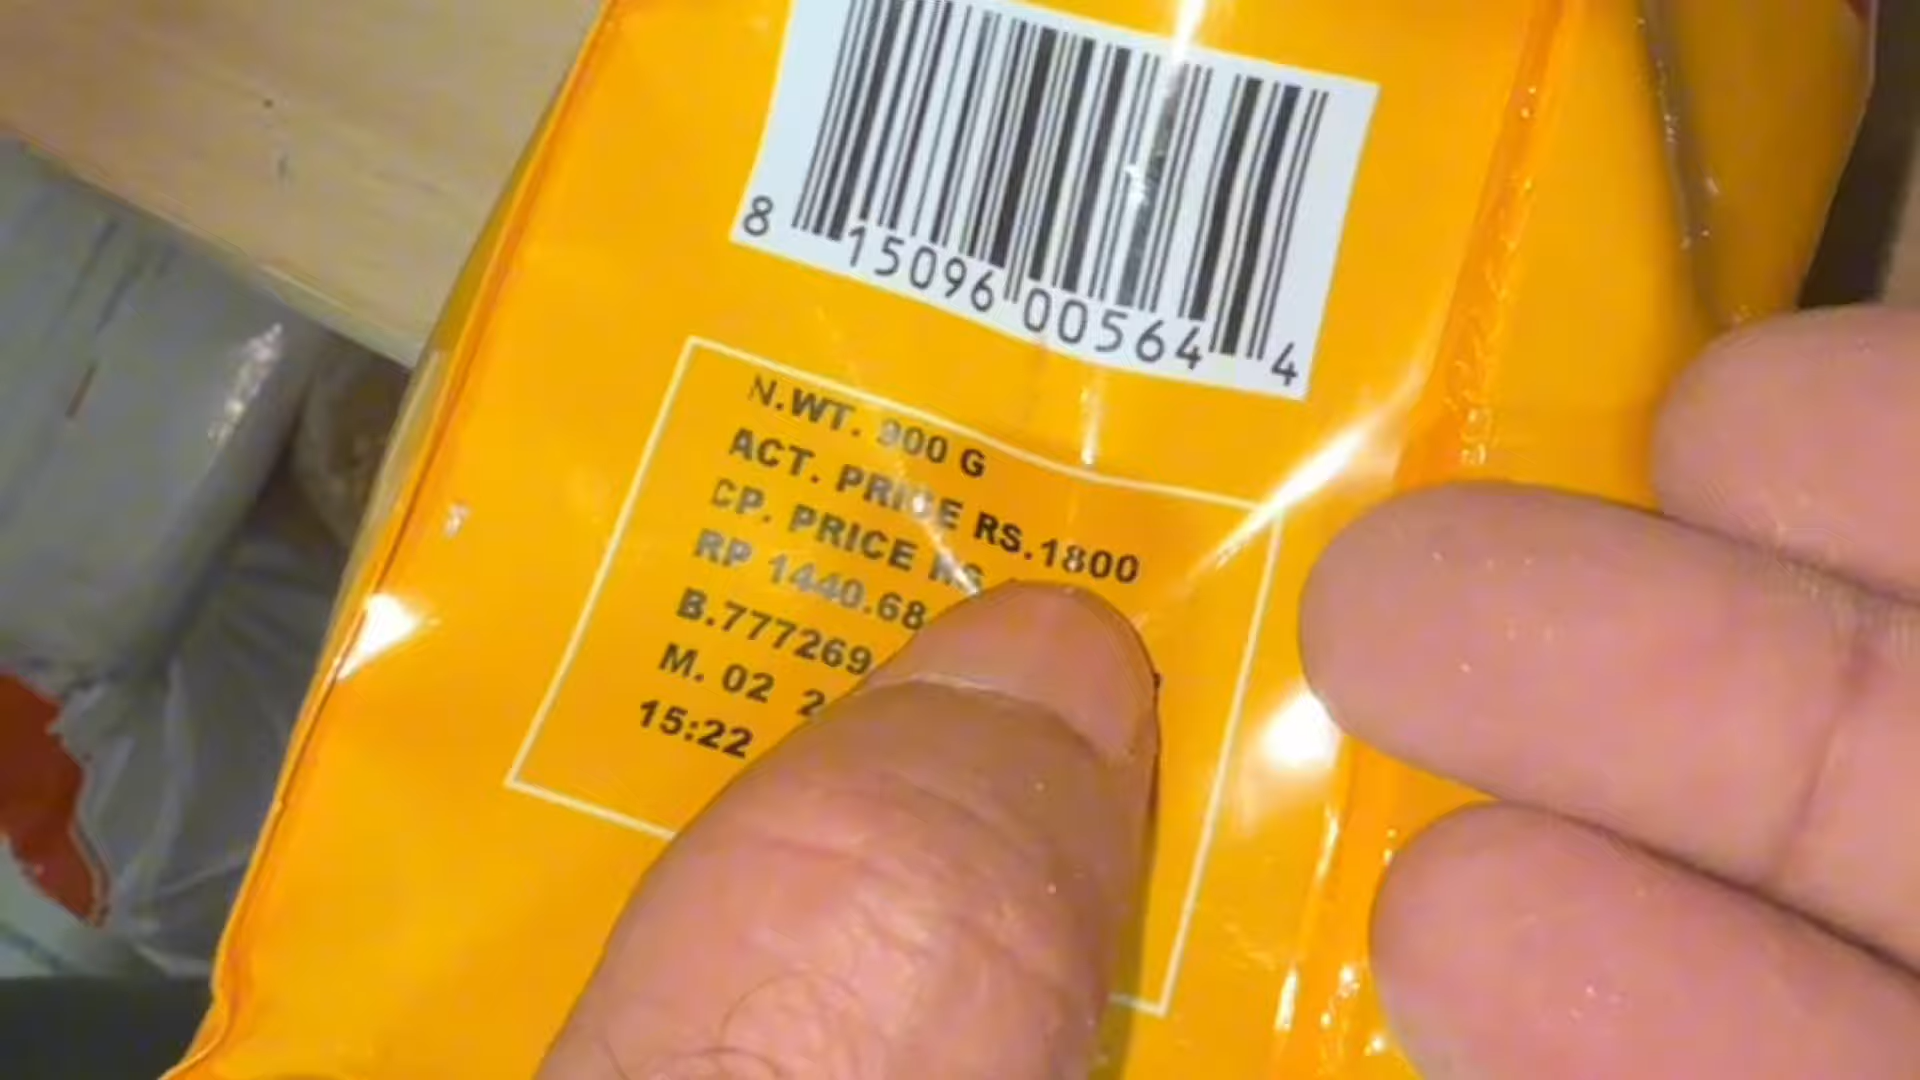 8 15096 00564 4
N.WT. 900 G
ACT. PRICE RS.1800
CP. PRICE RS
RP 1440.68
B.777269
M. 02 2
15:22